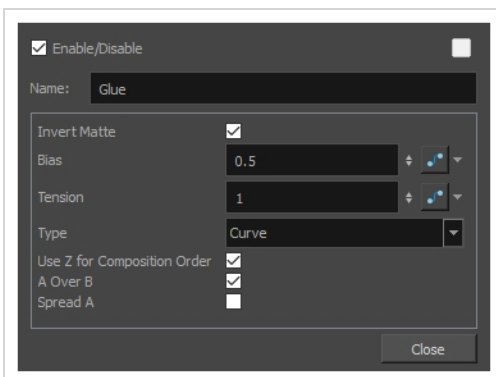 Enable/Disable
Name: Glue
Invert Matte
Bias 0.5
Tension 1
Type Curve
Use Z for Composition Order
A Over B
Spread A
Close